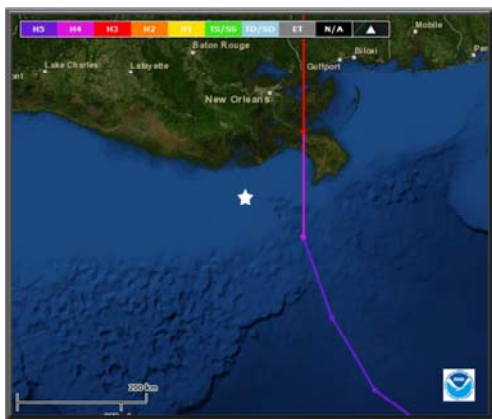 H5 H4 H3 H2 H1 TS/SS TD/SD ET N/A
Mobile
Baton Rouge
Biloxi
Lake Charles
Lafayette
Gulfport
New Orleans
200 km